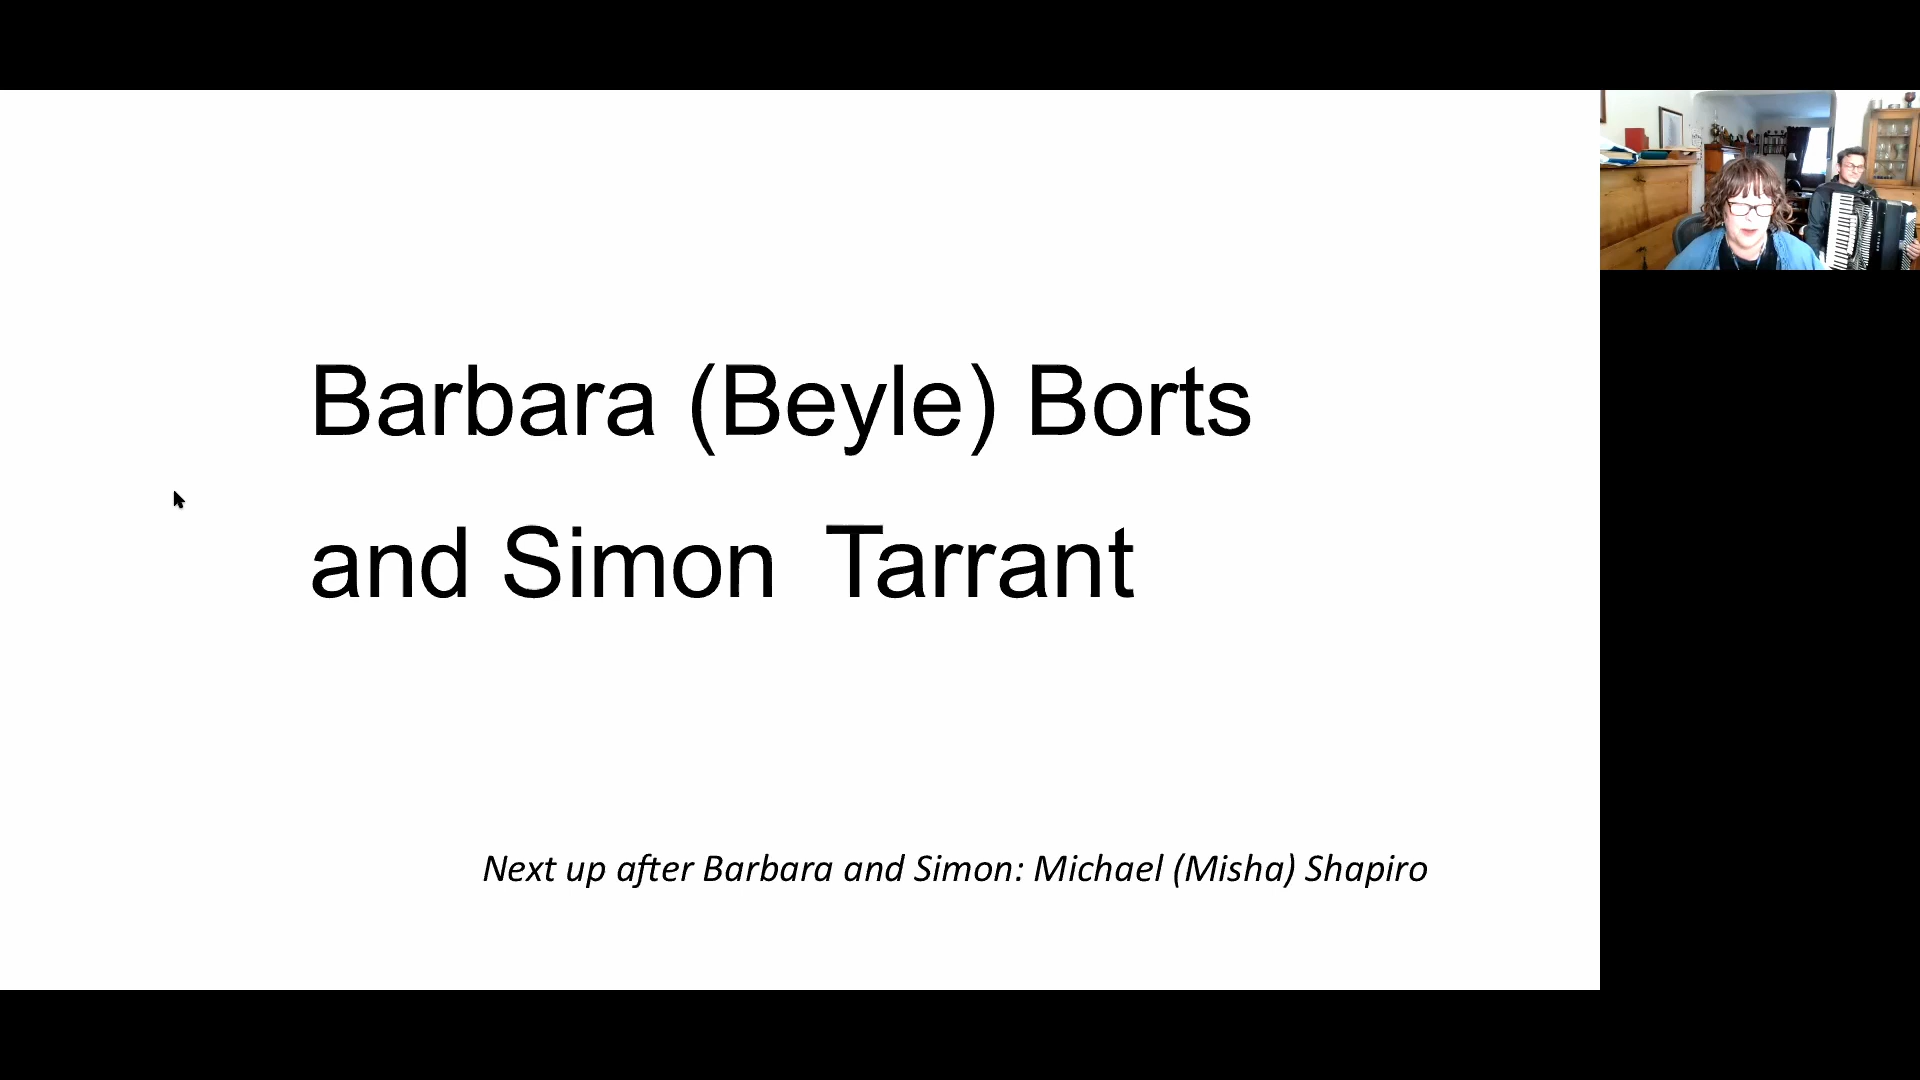 Barbara (Beyle) Borts
and Simon  Tarrant
Next up after Barbara and Simon: Michael (Misha) Shapiro